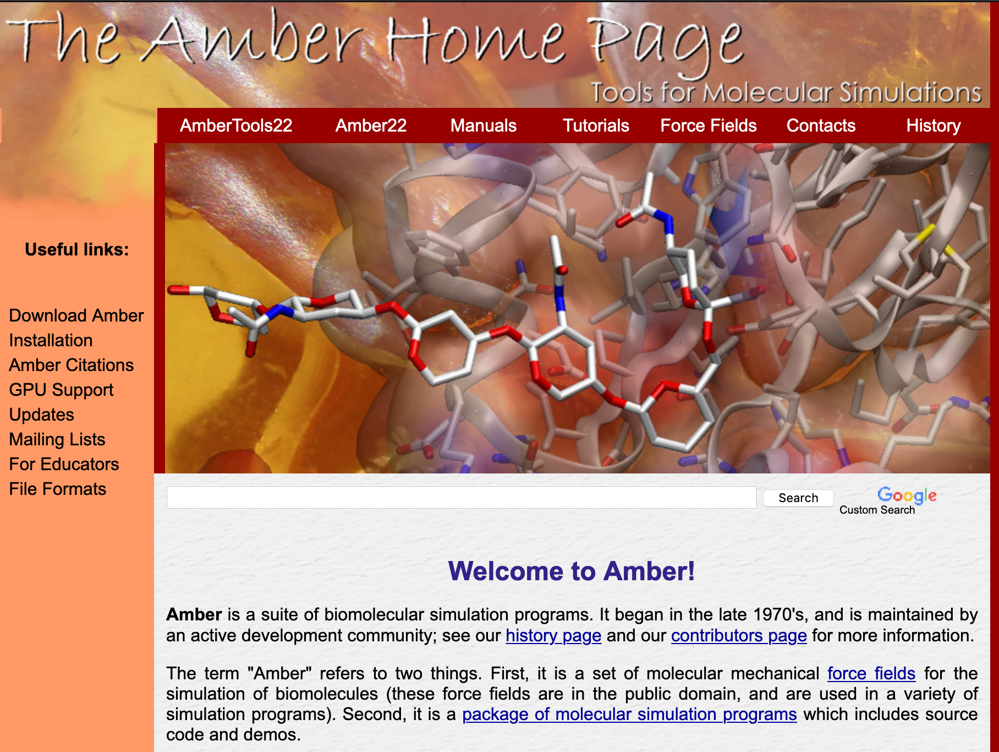 The Amber Home Page
Tools for Molecular Simulations
AmberTools22 Amber22 Manuals Tutorials Force Fields Contacts History
Useful links:
Download Amber
Installation
Amber Citations
GPU Support
Updates
Mailing Lists
For Educators
File Formats
Search Google
Custom Search
Welcome to Amber!
Amber is a suite of biomolecular simulation programs. It began in the late 1970's, and is maintained by
an active development community; see our history page and our contributors page for more information.
The term "Amber" refers to two things. First, it is a set of molecular mechanical force fields for the
simulation of biomolecules (these force fields are in the public domain, and are used in a variety of
simulation programs). Second, it is a package of molecular simulation programs which includes source
code and demos.